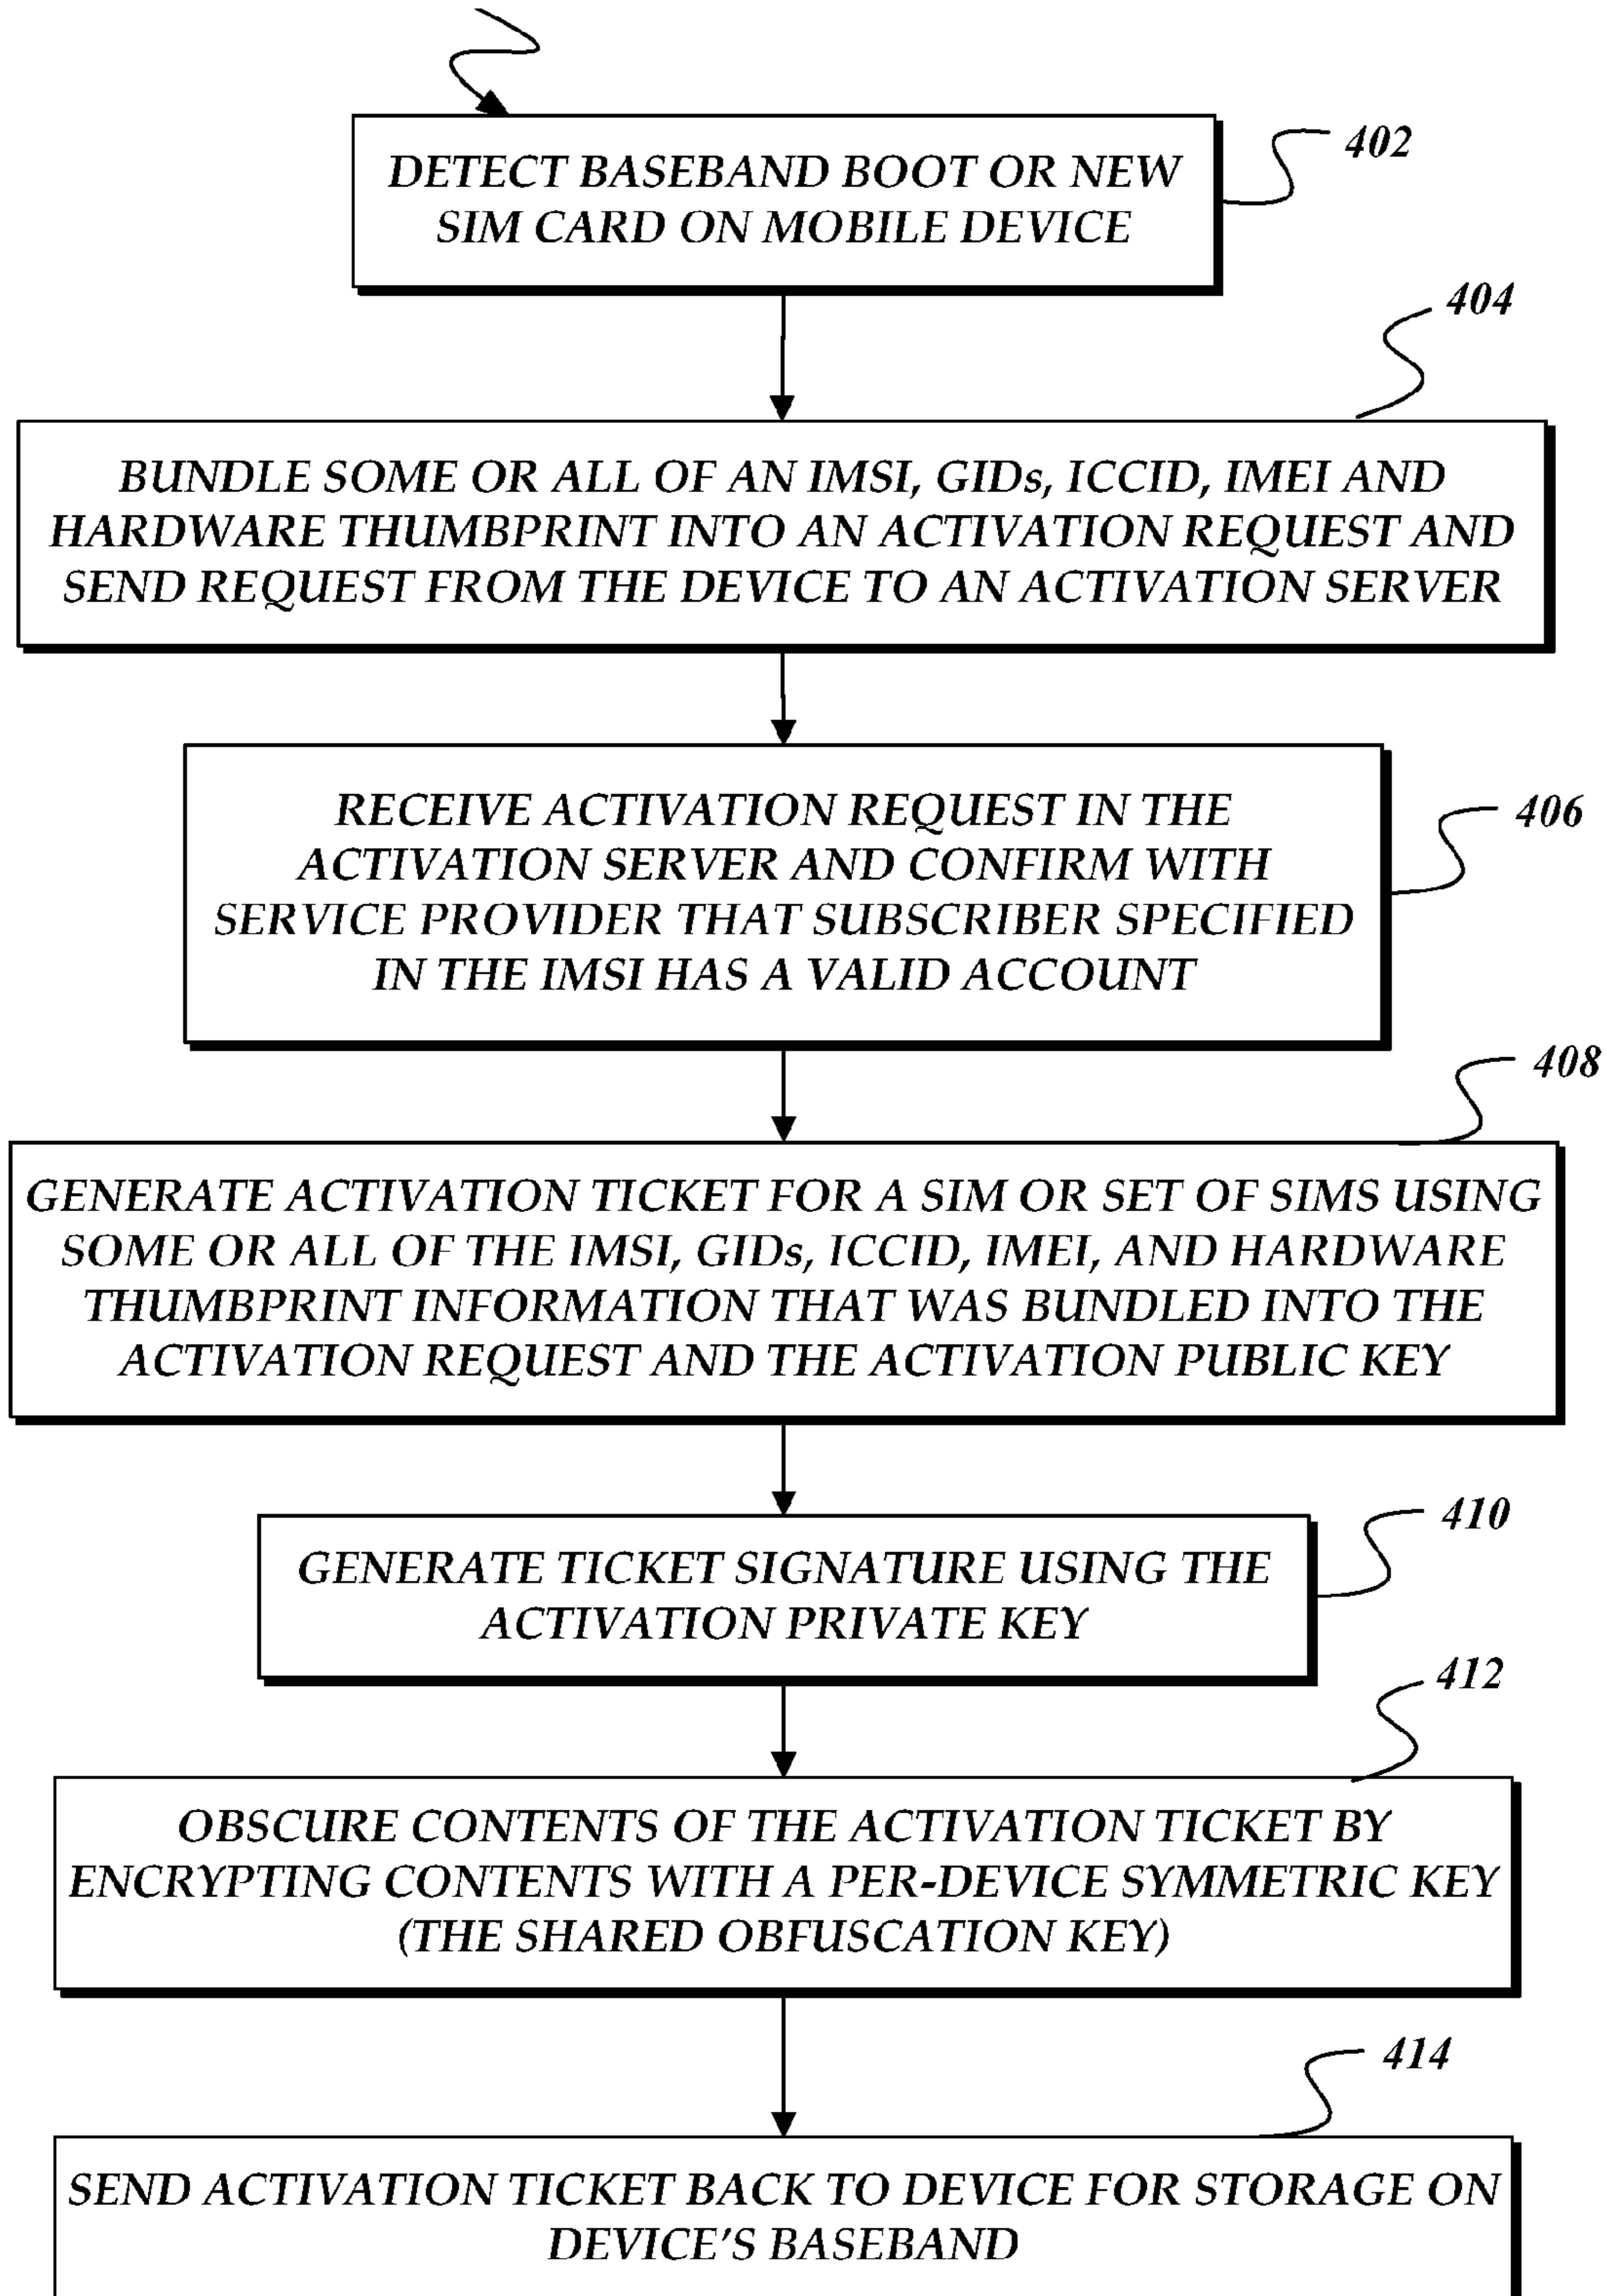 DETECT BASEBAND BOOT OR NEW
SIM CARD ON MOBILE DEVICE
402
404
BUNDLE SOME OR ALL OF AN IMSI, GIDs, ICCID, IMEI AND
HARDWARE THUMBPRINT INTO AN ACTIVATION REQUEST AND
SEND REQUEST FROM THE DEVICE TO AN ACTIVATION SERVER
RECEIVE ACTIVATION REQUEST IN THE
ACTIVATION SERVER AND CONFIRM WITH
SERVICE PROVIDER THAT SUBSCRIBER SPECIFIED
IN THE IMSI HAS A VALID ACCOUNT
406
408
GENERATE ACTIVATION TICKET FOR A SIM OR SET OF SIMS USING
SOME OR ALL OF THE IMSI, GIDs, ICCID, IMEI, AND HARDWARE
THUMBPRINT INFORMATION THAT WAS BUNDLED INTO THE
ACTIVATION REQUEST AND THE ACTIVATION PUBLIC KEY
410
GENERATE TICKET SIGNATURE USING THE
ACTIVATION PRIVATE KEY
412
OBSCURE CONTENTS OF THE ACTIVATION TICKET BY
ENCRYPTING CONTENTS WITH A PER-DEVICE SYMMETRIC KEY
(THE SHARED OBFUSCATION KEY)
414
SEND ACTIVATION TICKET BACK TO DEVICE FOR STORAGE ON
DEVICE'S BASEBAND